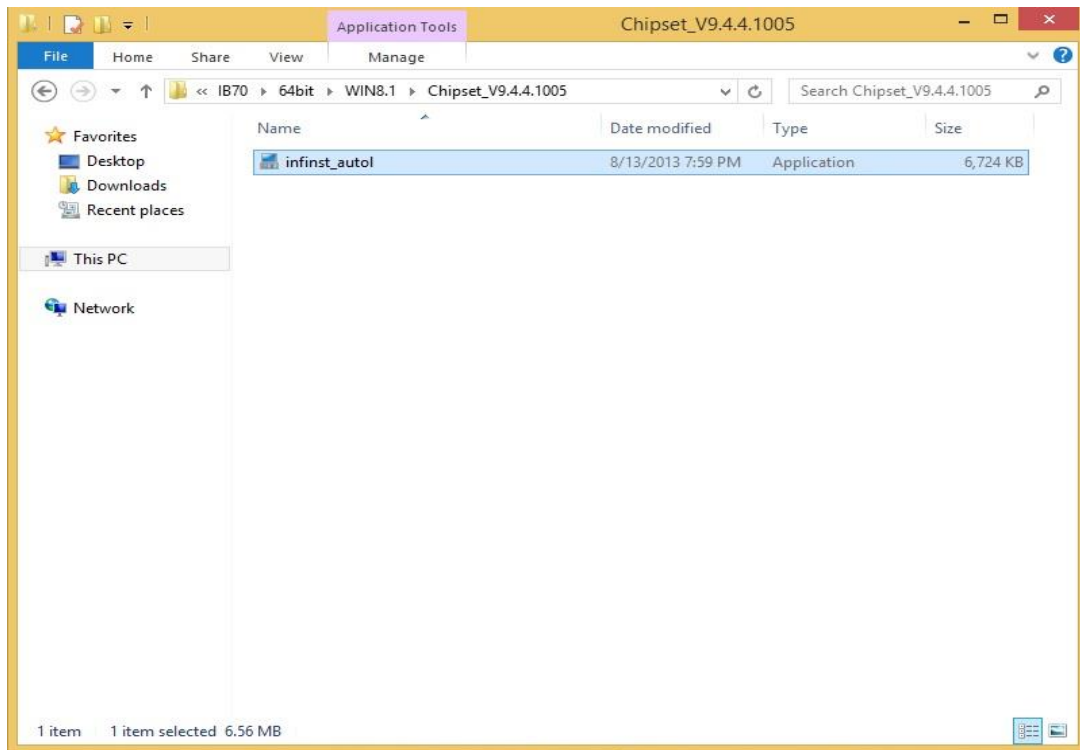 Application Tools
Chipset_V9.4.4.1005
File Home Share View Manage
« IB70 ▸ 64bit ▸ WIN8.1 ▸ Chipset_V9.4.4.1005
Search Chipset_V9.4.4.1005
Name Date modified Type Size
infinst_autol 8/13/2013 7:59 PM Application 6,724 KB
Favorites
Desktop
Downloads
Recent places
This PC
Network
1 item 1 item selected 6.56 MB